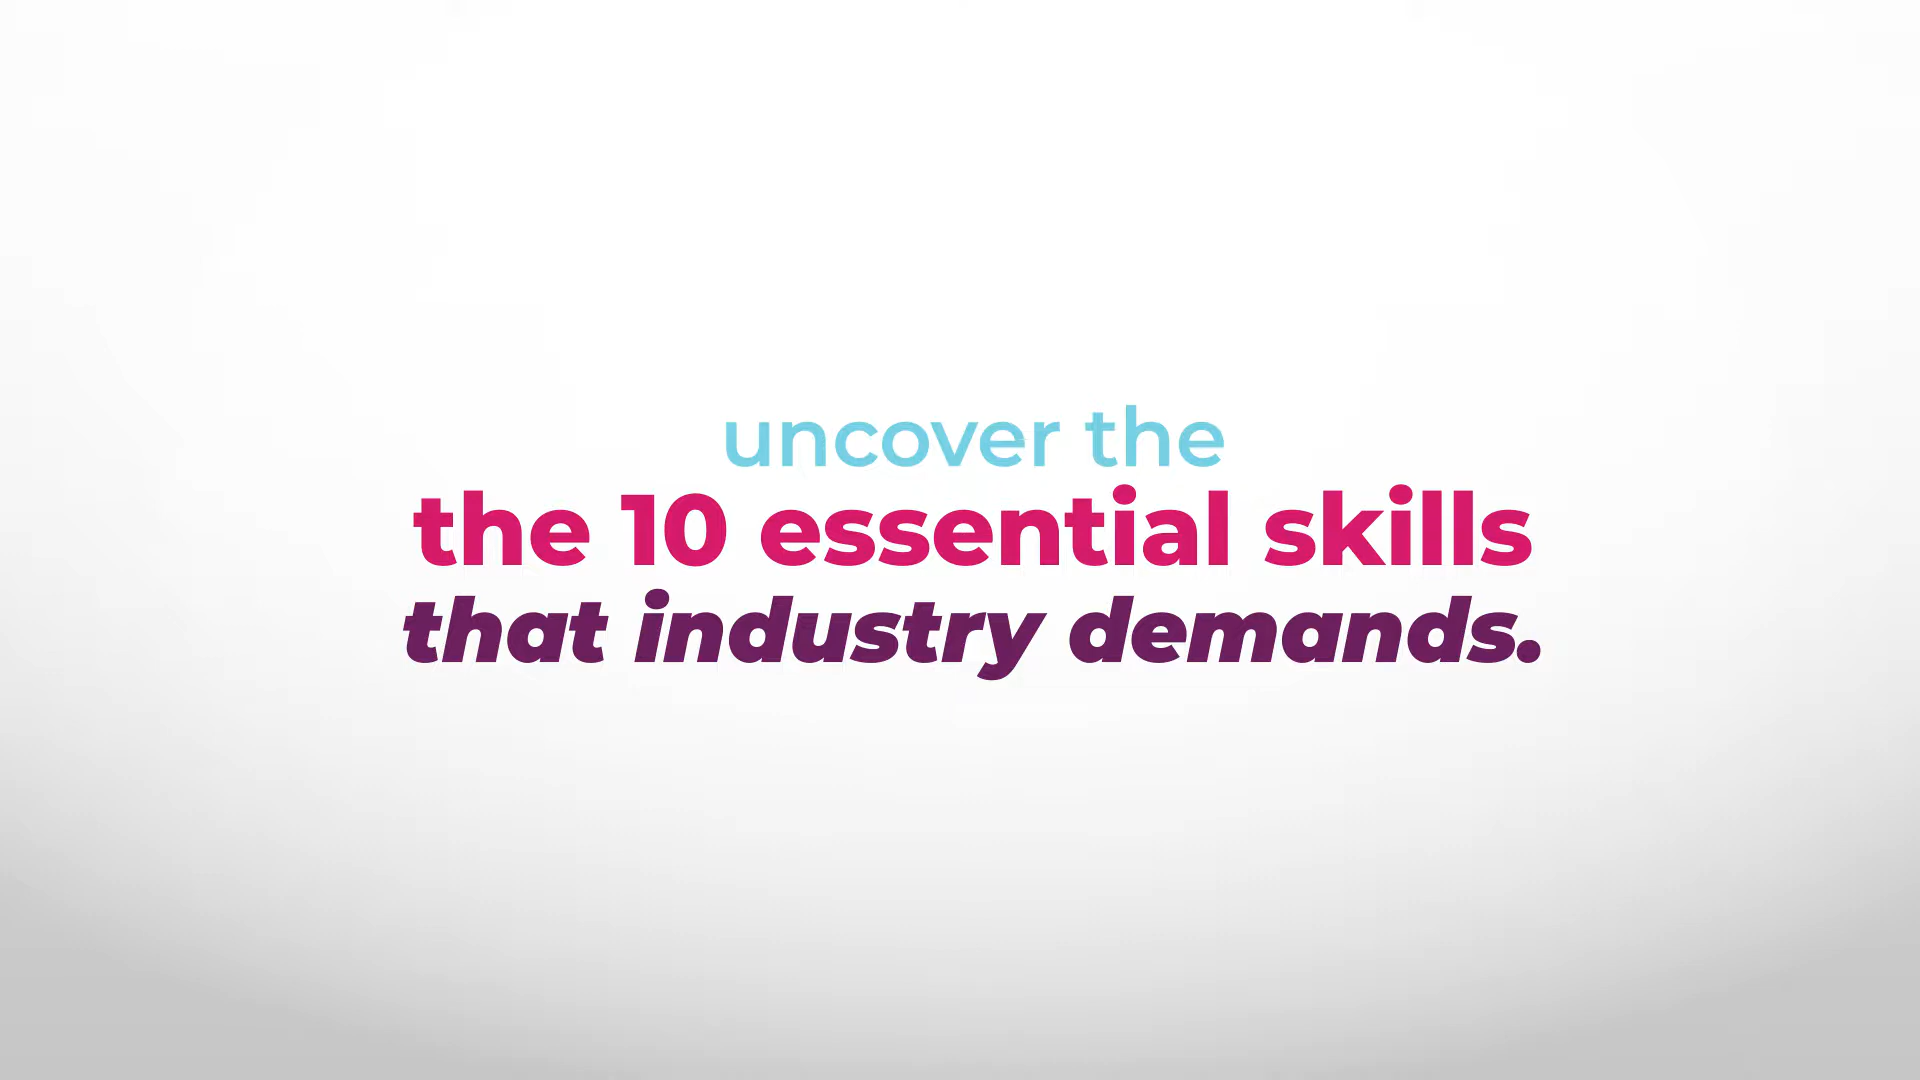 uncover the
the 10 essential skills
that industry demands.